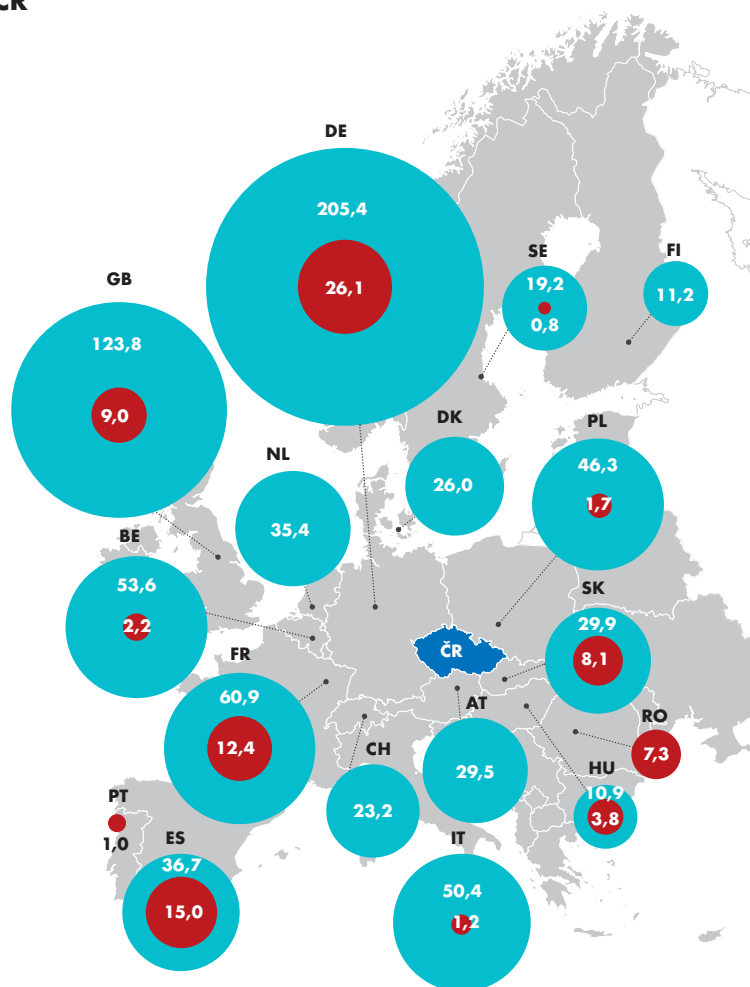 ČR
DE
205,4
26,1
SE
19,2
0,8
FI
11,2
GB
123,8
9,0
DK
26,0
PL
46,3
1,7
NL
35,4
BE
53,6
2,2
SK
29,9
8,1
ČR
FR
60,9
12,4
AT
29,5
RO
7,3
CH
23,2
HU
10,9
3,8
PT
1,0
ES
36,7
15,0
IT
50,4
1,2